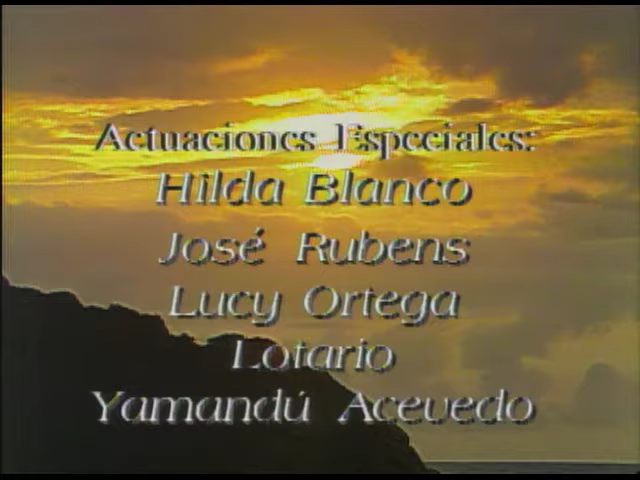 Actuaciones Especiales:
Hilda Blanco
José Rubens
Lucy Ortega
Lotario
Yamandú Acevedo